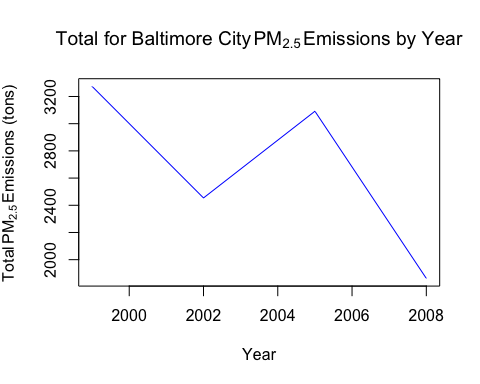 Total for Baltimore City PM2.5 Emissions by Year
Total PM2.5 Emissions (tons)
3200
2800
2400
2000
2000 2002 2004 2006 2008
Year